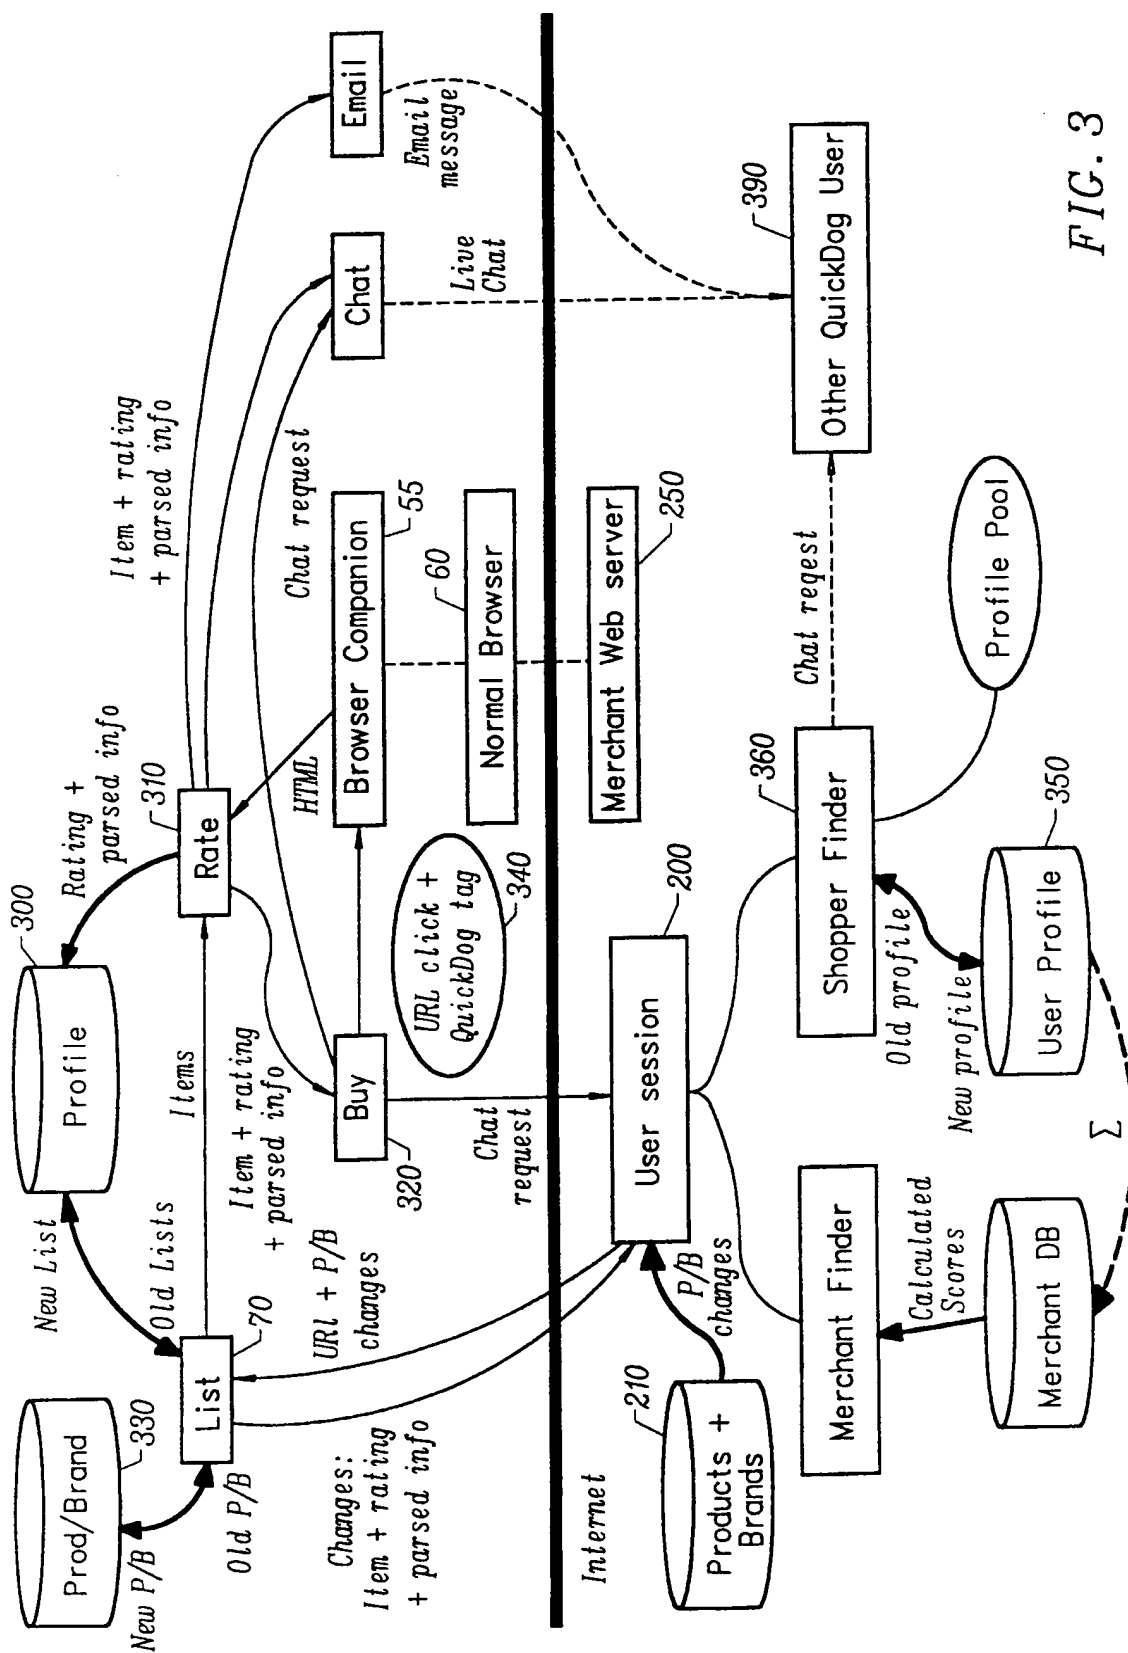 Prod/Brand
330
New P/B
Old P/B
New List
Old Lists
Profile
300
Rating +
parsed info
List
70
Items
Rate
310
Item + rating
+ parsed info
Item + rating
+ parsed info
URl + P/B
changes
Changes:
Item + rating
+ parsed info
Buy
320
HTML
Chat request
Browser Companion
55
Chat
Email
URL click +
QuickDog tag
340
Normal Browser
60
Live
Chat
Email
message
Chat
request
Internet
Merchant Web server
250
User session
200
Products +
Brands
210
P/B
changes
Merchant Finder
Shopper Finder
360
Chat reqest
Other QuickDog User
390
Calculated
Scores
Old profile
New profile
Merchant DB
User Profile
350
Profile Pool
Σ
FIG. 3